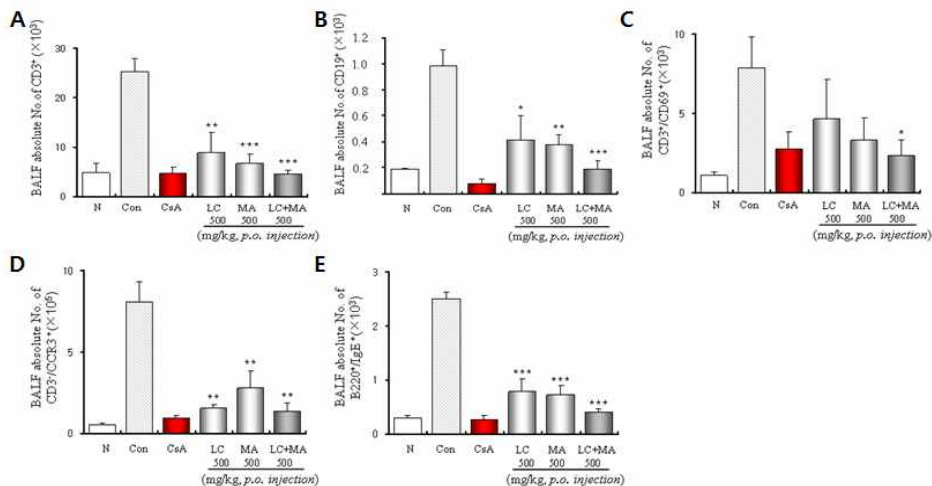 A
BALF absolute No. of CD3⁺ (×10³)
30
20
10
0
**
***
***
N Con CsA LC MA LC+MA
500 500 500
(mg/kg, p.o. injection)
B
BALF absolute No. of CD19⁺ (×10³)
1.2
1.0
0.8
0.6
0.4
0.2
*
**
***
N Con CsA LC MA LC+MA
500 500 500
(mg/kg, p.o. injection)
C
BALF absolute No. of
CD3⁺/CD69⁺(×10³)
10
5
0
*
N Con CsA LC MA LC+MA
500 500 500
(mg/kg, p.o. injection)
D
BALF absolute No. of
10
5
0
**
**
**
N Con CsA LC MA LC+MA
500 500 500
(mg/kg, p.o. injection)
E
BALF absolute No. of
B220⁺/IgE⁺(×10³)
3
2
1
0
***
***
***
N Con CsA LC MA LC+MA
500 500 500
(mg/kg, p.o. injection)